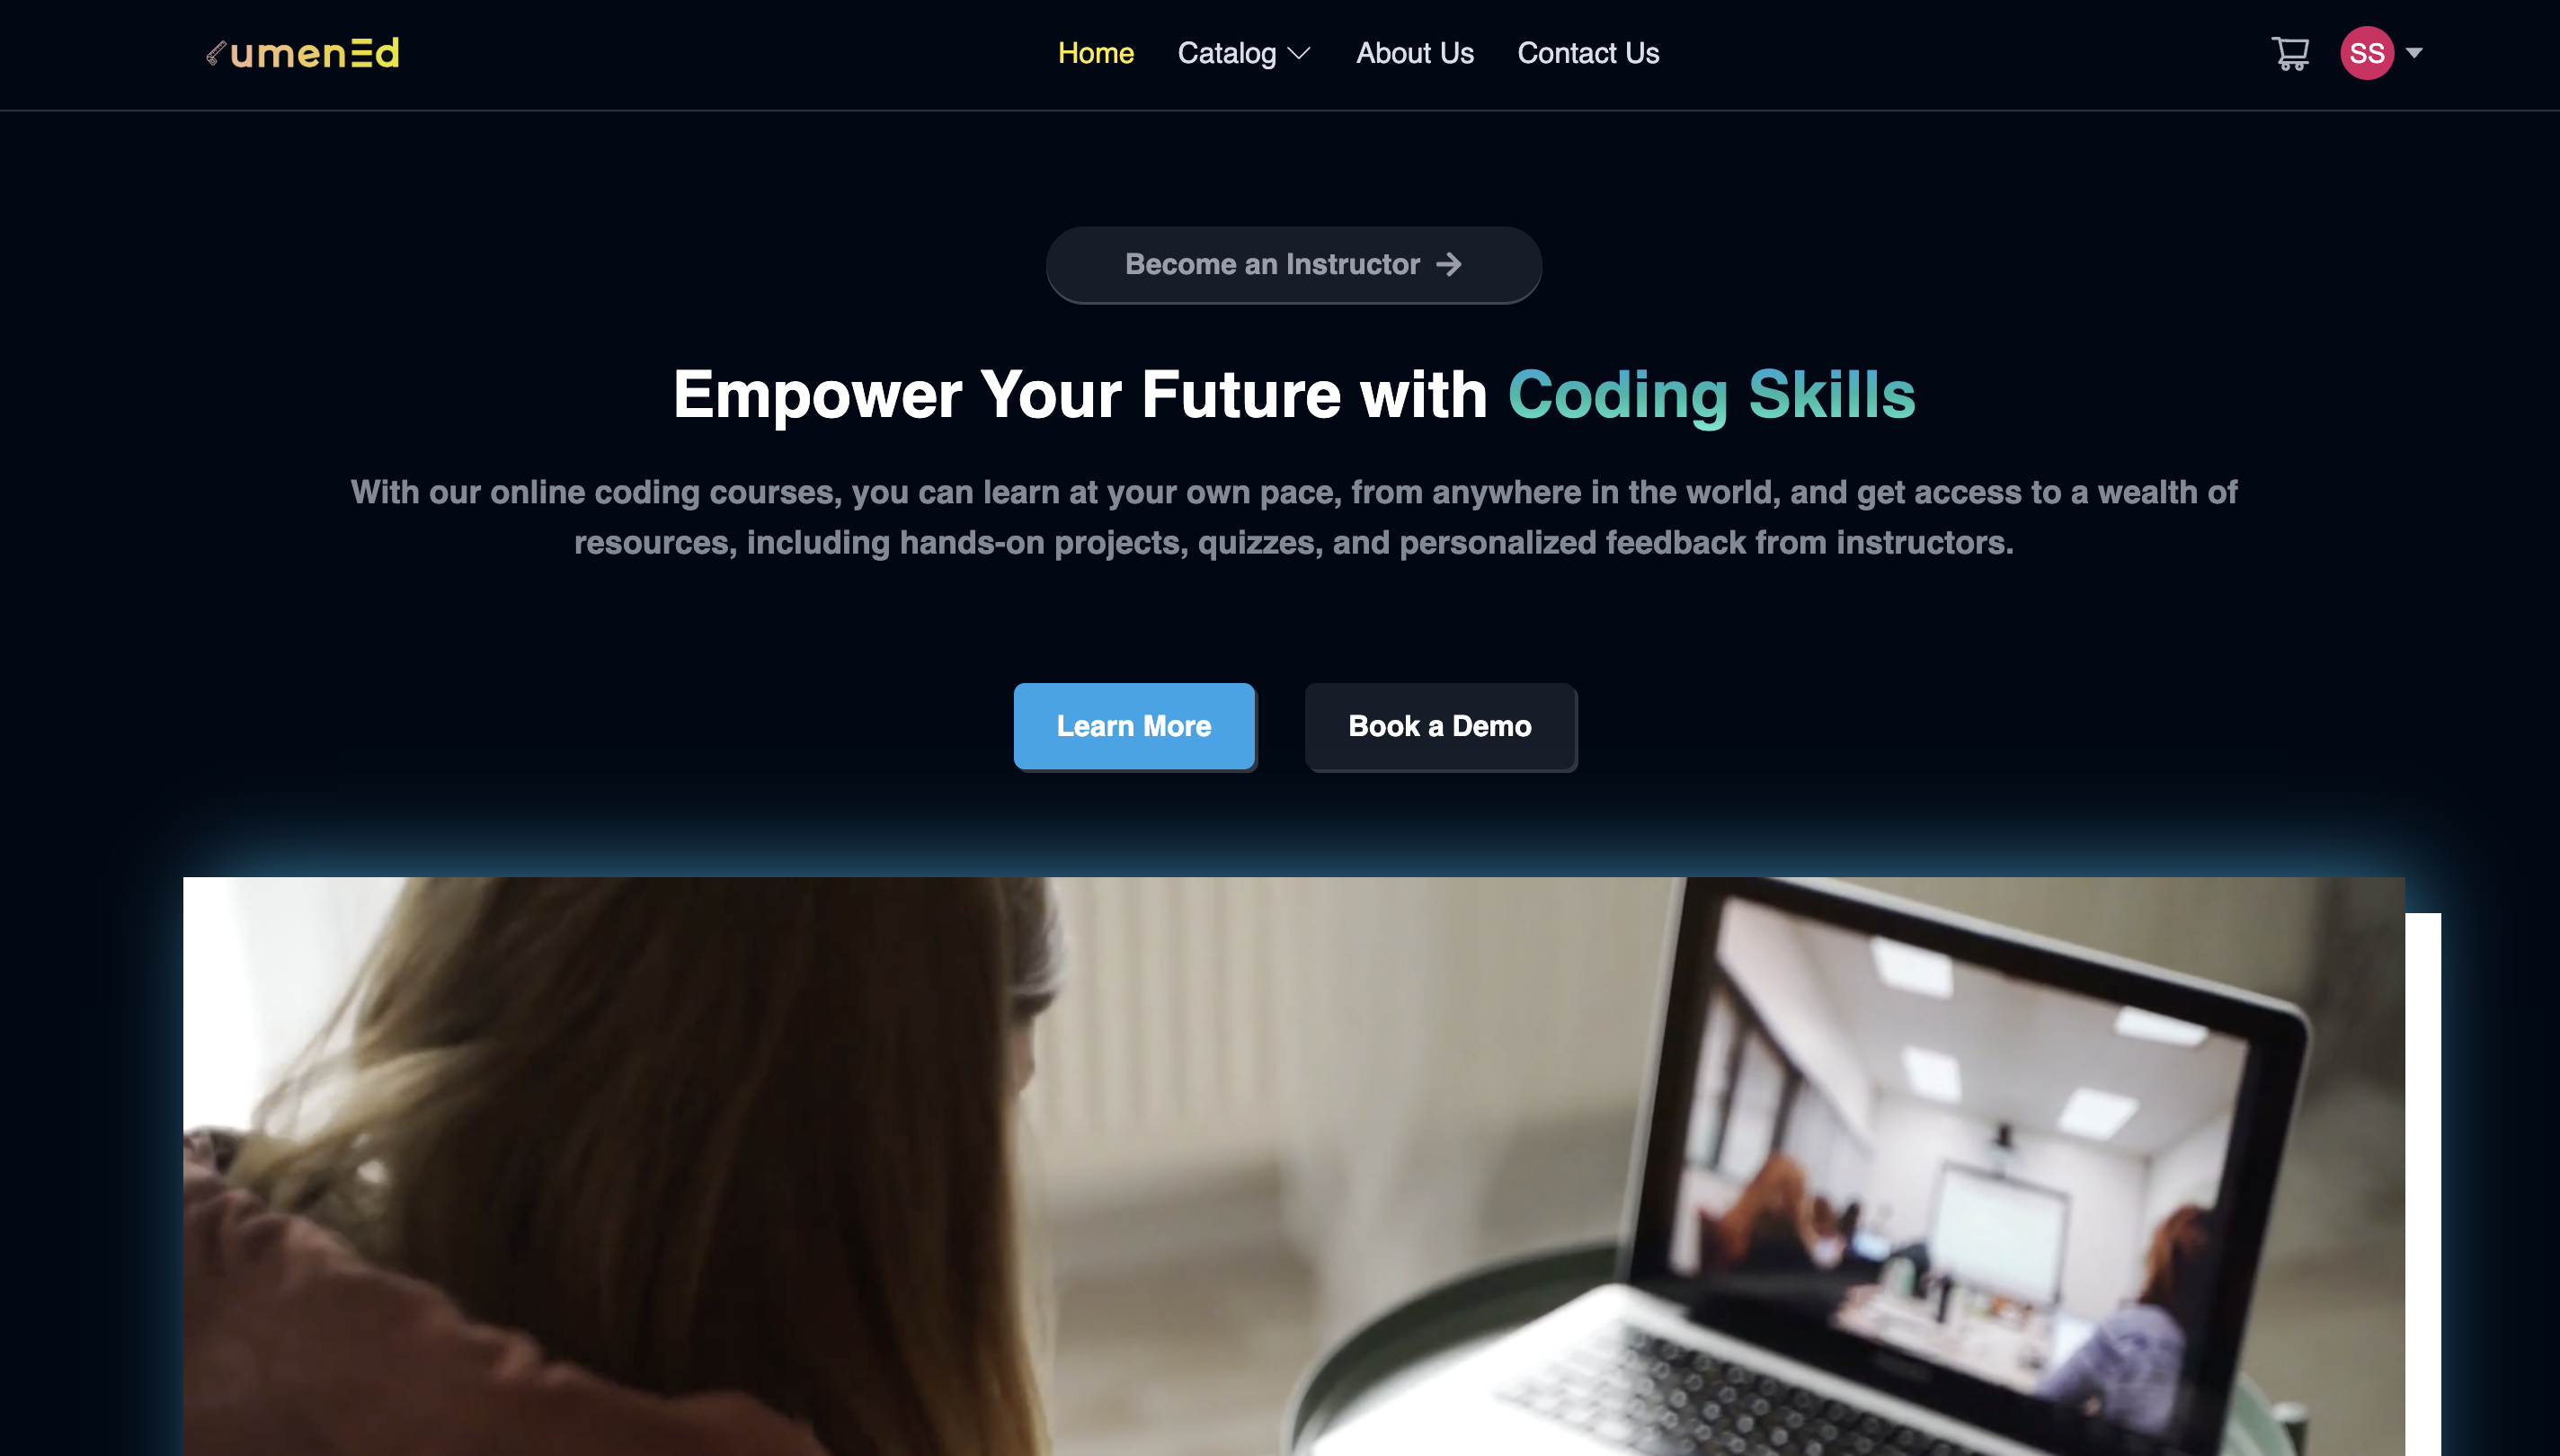 umenEd
Home Catalog About Us Contact Us
SS
Become an Instructor
Empower Your Future with Coding Skills
With our online coding courses, you can learn at your own pace, from anywhere in the world, and get access to a wealth of
resources, including hands-on projects, quizzes, and personalized feedback from instructors.
Learn More Book a Demo